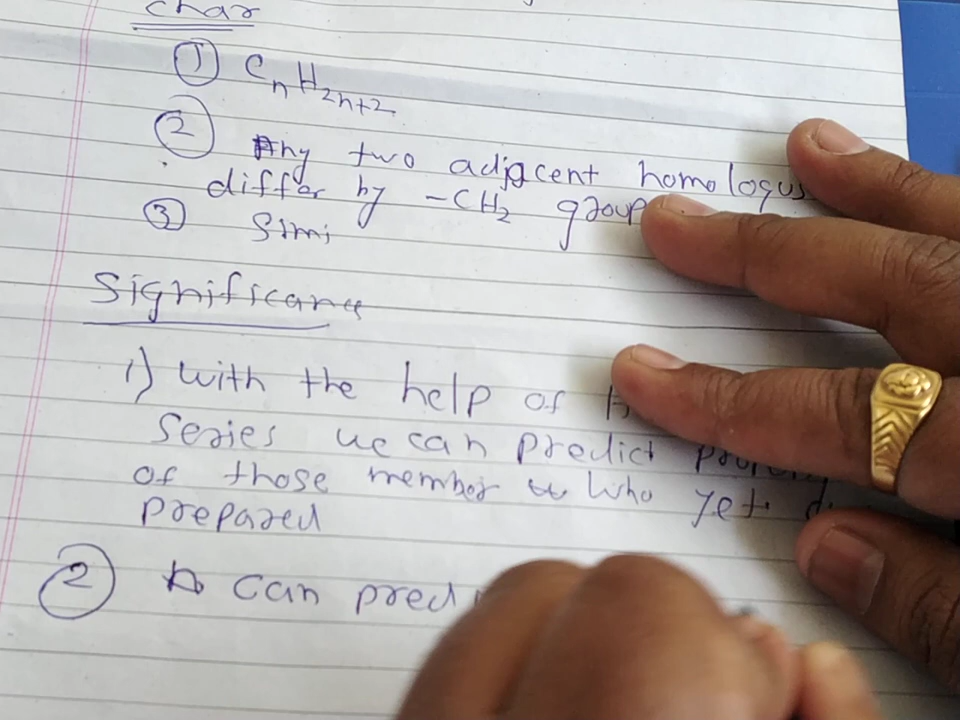 char
① CnH2n+2
② Any two adjacent homologus
differ by -CH2 group
③ Simi
Significance
1) With the help of
Series we can predict
of those member who yet
prepared
② can pred